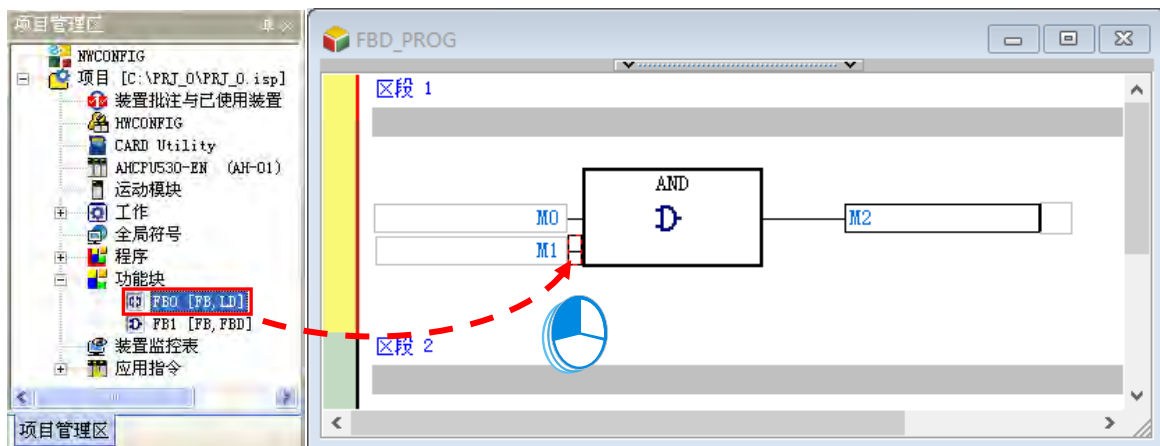 项目管理区
NWCONFIG
项目 [C:\PRJ_0\PRJ_0.isp]
装置批注与已使用装置
HWCONFIG
CARD Utility
AHCPU530-EN (AH-01)
运动模块
工作
全局符号
程序
功能块
FB0 [FB,LD]
FB1 [FB,FBD]
装置监控表
应用指令
项目管理区
FBD_PROG
区段 1
AND
M0
M2
M1
区段 2